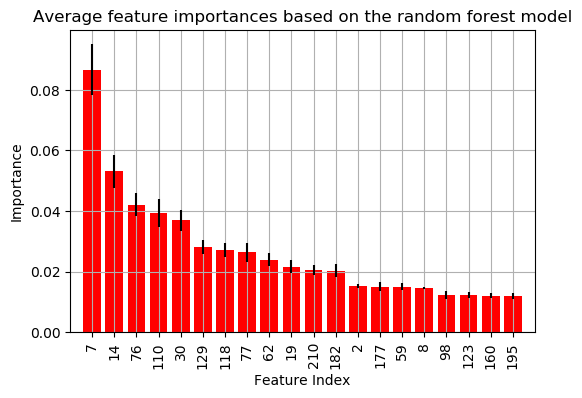 Average feature importances based on the random forest model
Importance
0.08
0.06
0.04
0.02
0.00
7 14 76 110 30 129 118 77 62 19 210 182 2 177 59 8 98 123 160 195
Feature Index